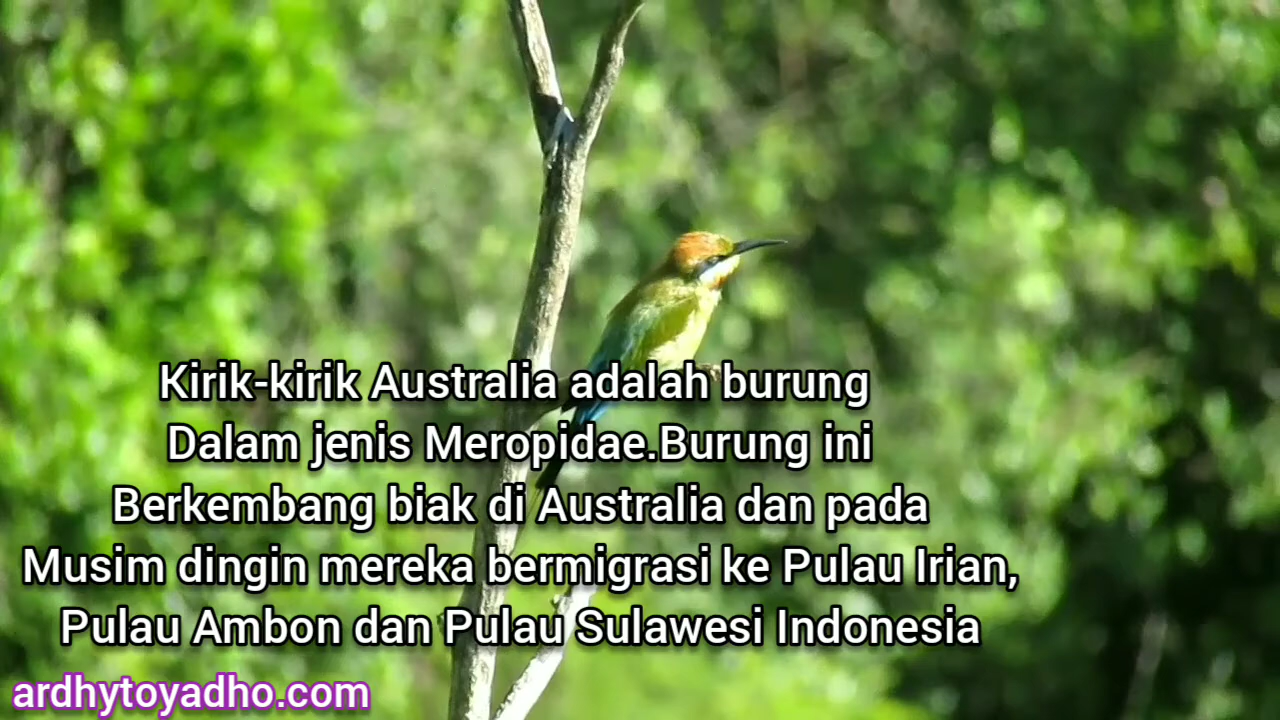 Kirik-kirik Australia adalah burung
Dalam jenis Meropidae.Burung ini
Berkembang biak di Australia dan pada
Musim dingin mereka bermigrasi ke Pulau Irian,
Pulau Ambon dan Pulau Sulawesi Indonesia
ardhytoyadho.com